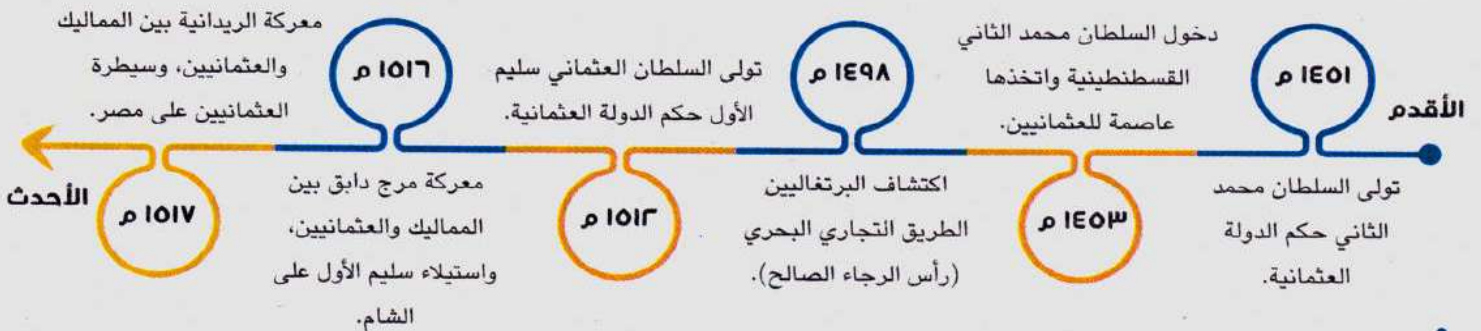 الأقدم
١٤٥١ م
تولى السلطان محمد
الثاني حكم الدولة
العثمانية.
دخول السلطان محمد الثاني
القسطنطينية واتخذها
عاصمة للعثمانيين.
١٤٥٣ م
١٤٩٨ م
اكتشاف البرتغاليين
الطريق التجاري البحري
(رأس الرجاء الصالح).
تولى السلطان العثماني سليم
الأول حكم الدولة العثمانية.
١٥١٢ م
١٥١٦ م
معركة مرج دابق بين
المماليك والعثمانيين،
واستيلاء سليم الأول على
الشام.
معركة الريدانية بين المماليك
والعثمانيين، وسيطرة
العثمانيين على مصر.
١٥١٧ م
الأحدث